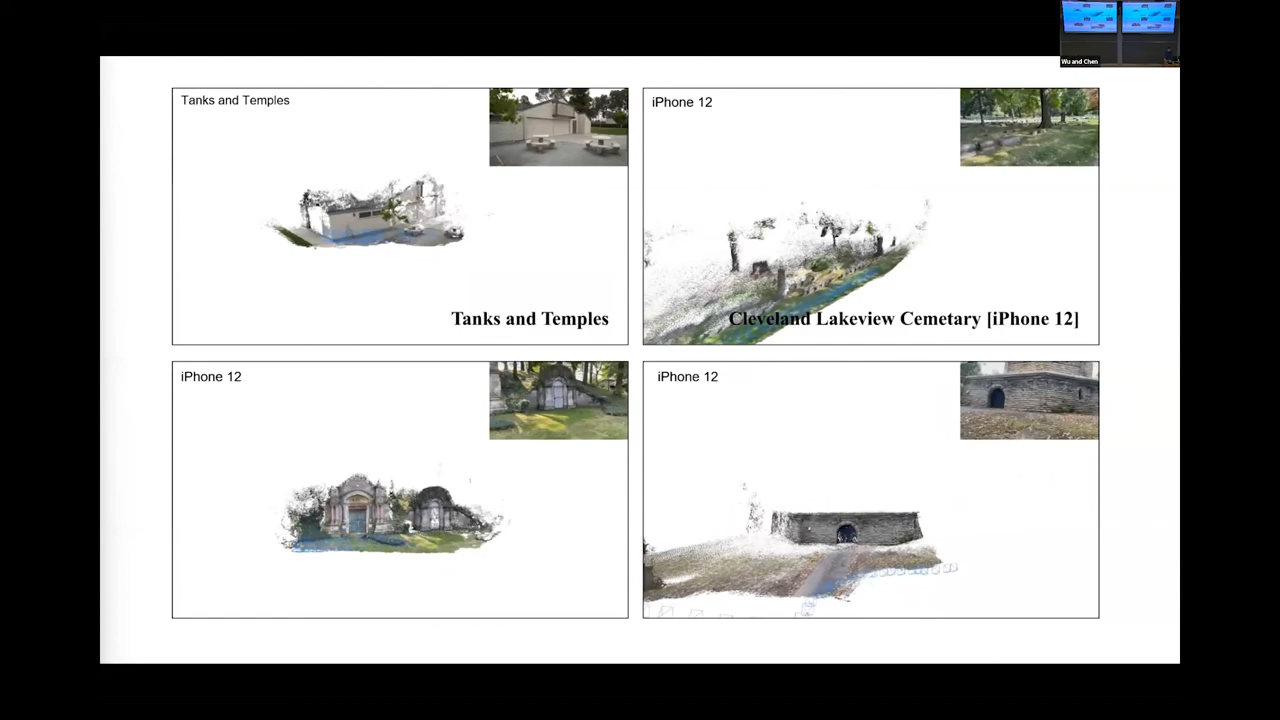 Wu and Chen
Tanks and Temples
Tanks and Temples
iPhone 12
Cleveland Lakeview Cemetary [iPhone 12]
iPhone 12
iPhone 12